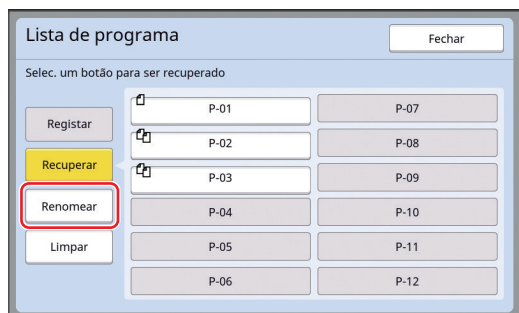 Lista de programa
Fechar
Selec. um botão para ser recuperado
Registar
Recuperar
Renomear
Limpar
P-01
P-02
P-03
P-04
P-05
P-06
P-07
P-08
P-09
P-10
P-11
P-12